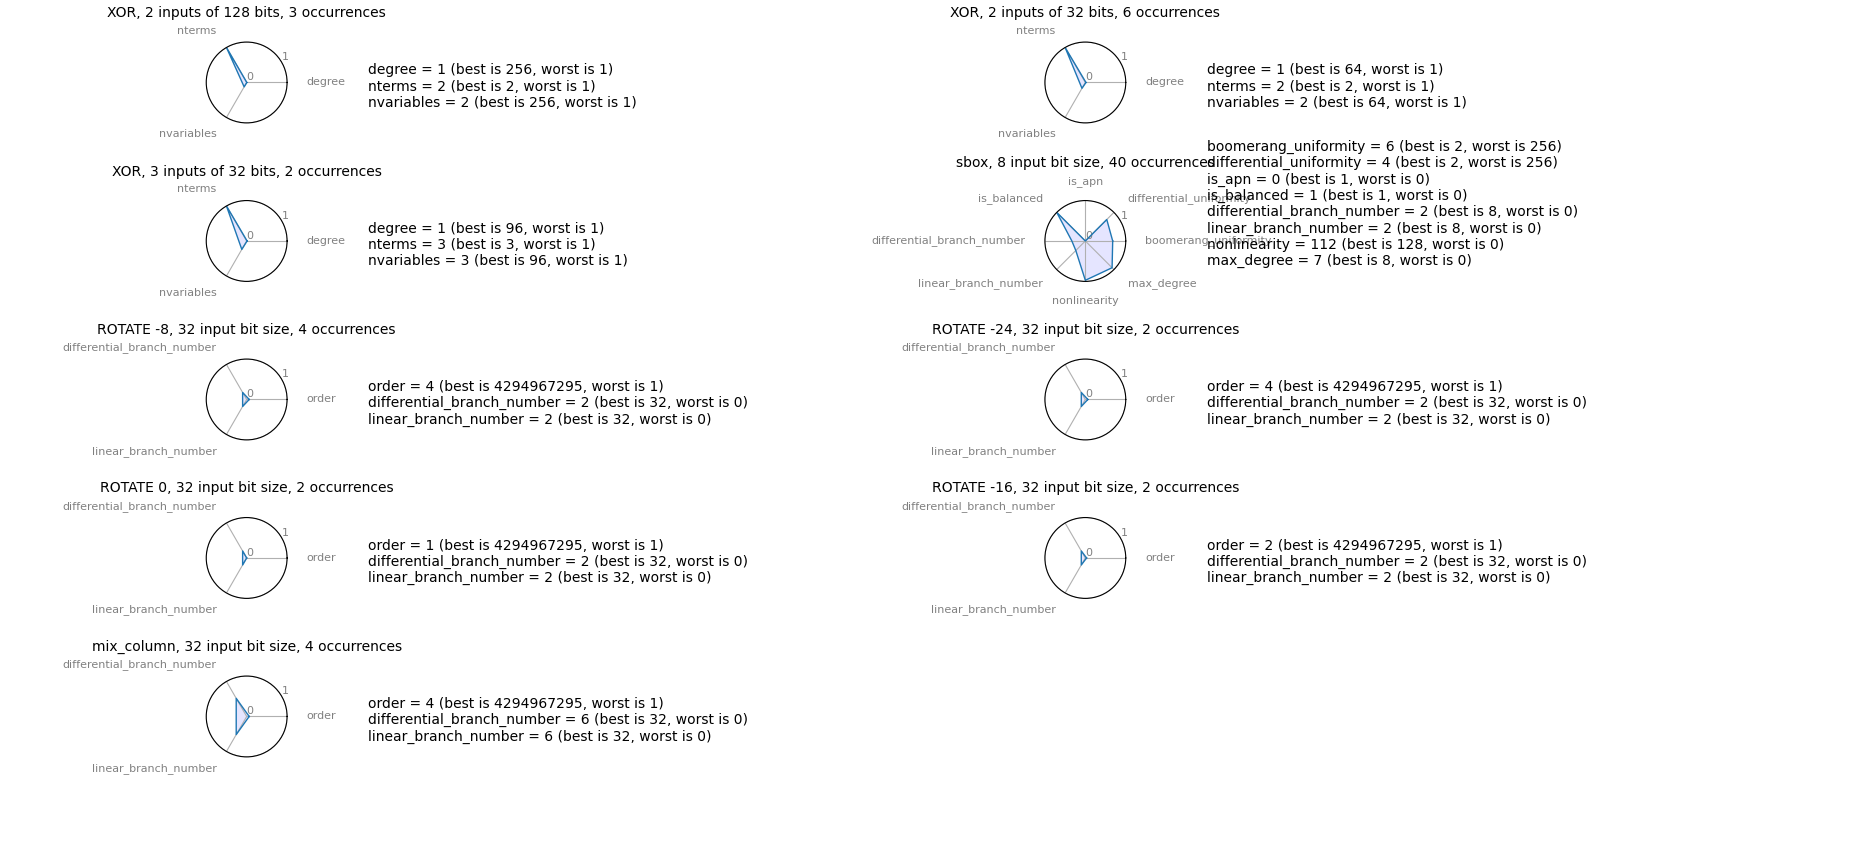 XOR, 2 inputs of 128 bits, 3 occurrences
nterms
1
0
degree
nvariables
degree = 1 (best is 256, worst is 1)
nterms = 2 (best is 2, worst is 1)
nvariables = 2 (best is 256, worst is 1)
XOR, 2 inputs of 32 bits, 6 occurrences
nterms
1
0
degree
nvariables
degree = 1 (best is 64, worst is 1)
nterms = 2 (best is 2, worst is 1)
nvariables = 2 (best is 64, worst is 1)
XOR, 3 inputs of 32 bits, 2 occurrences
nterms
1
0
degree
nvariables
degree = 1 (best is 96, worst is 1)
nterms = 3 (best is 3, worst is 1)
nvariables = 3 (best is 96, worst is 1)
sbox, 8 input bit size, 40 occurrences
is_apn
is_balanced
differential_uniformity
1
0
differential_branch_number
boomerang_uniformity
linear_branch_number
max_degree
nonlinearity
boomerang_uniformity = 6 (best is 2, worst is 256)
differential_uniformity = 4 (best is 2, worst is 256)
is_apn = 0 (best is 1, worst is 0)
is_balanced = 1 (best is 1, worst is 0)
differential_branch_number = 2 (best is 8, worst is 0)
linear_branch_number = 2 (best is 8, worst is 0)
nonlinearity = 112 (best is 128, worst is 0)
max_degree = 7 (best is 8, worst is 0)
ROTATE -8, 32 input bit size, 4 occurrences
differential_branch_number
1
0
order
linear_branch_number
order = 4 (best is 4294967295, worst is 1)
differential_branch_number = 2 (best is 32, worst is 0)
linear_branch_number = 2 (best is 32, worst is 0)
ROTATE -24, 32 input bit size, 2 occurrences
differential_branch_number
1
0
order
linear_branch_number
order = 4 (best is 4294967295, worst is 1)
differential_branch_number = 2 (best is 32, worst is 0)
linear_branch_number = 2 (best is 32, worst is 0)
ROTATE 0, 32 input bit size, 2 occurrences
differential_branch_number
1
0
order
linear_branch_number
order = 1 (best is 4294967295, worst is 1)
differential_branch_number = 2 (best is 32, worst is 0)
linear_branch_number = 2 (best is 32, worst is 0)
ROTATE -16, 32 input bit size, 2 occurrences
differential_branch_number
1
0
order
linear_branch_number
order = 2 (best is 4294967295, worst is 1)
differential_branch_number = 2 (best is 32, worst is 0)
linear_branch_number = 2 (best is 32, worst is 0)
mix_column, 32 input bit size, 4 occurrences
differential_branch_number
1
0
order
linear_branch_number
order = 4 (best is 4294967295, worst is 1)
differential_branch_number = 6 (best is 32, worst is 0)
linear_branch_number = 6 (best is 32, worst is 0)